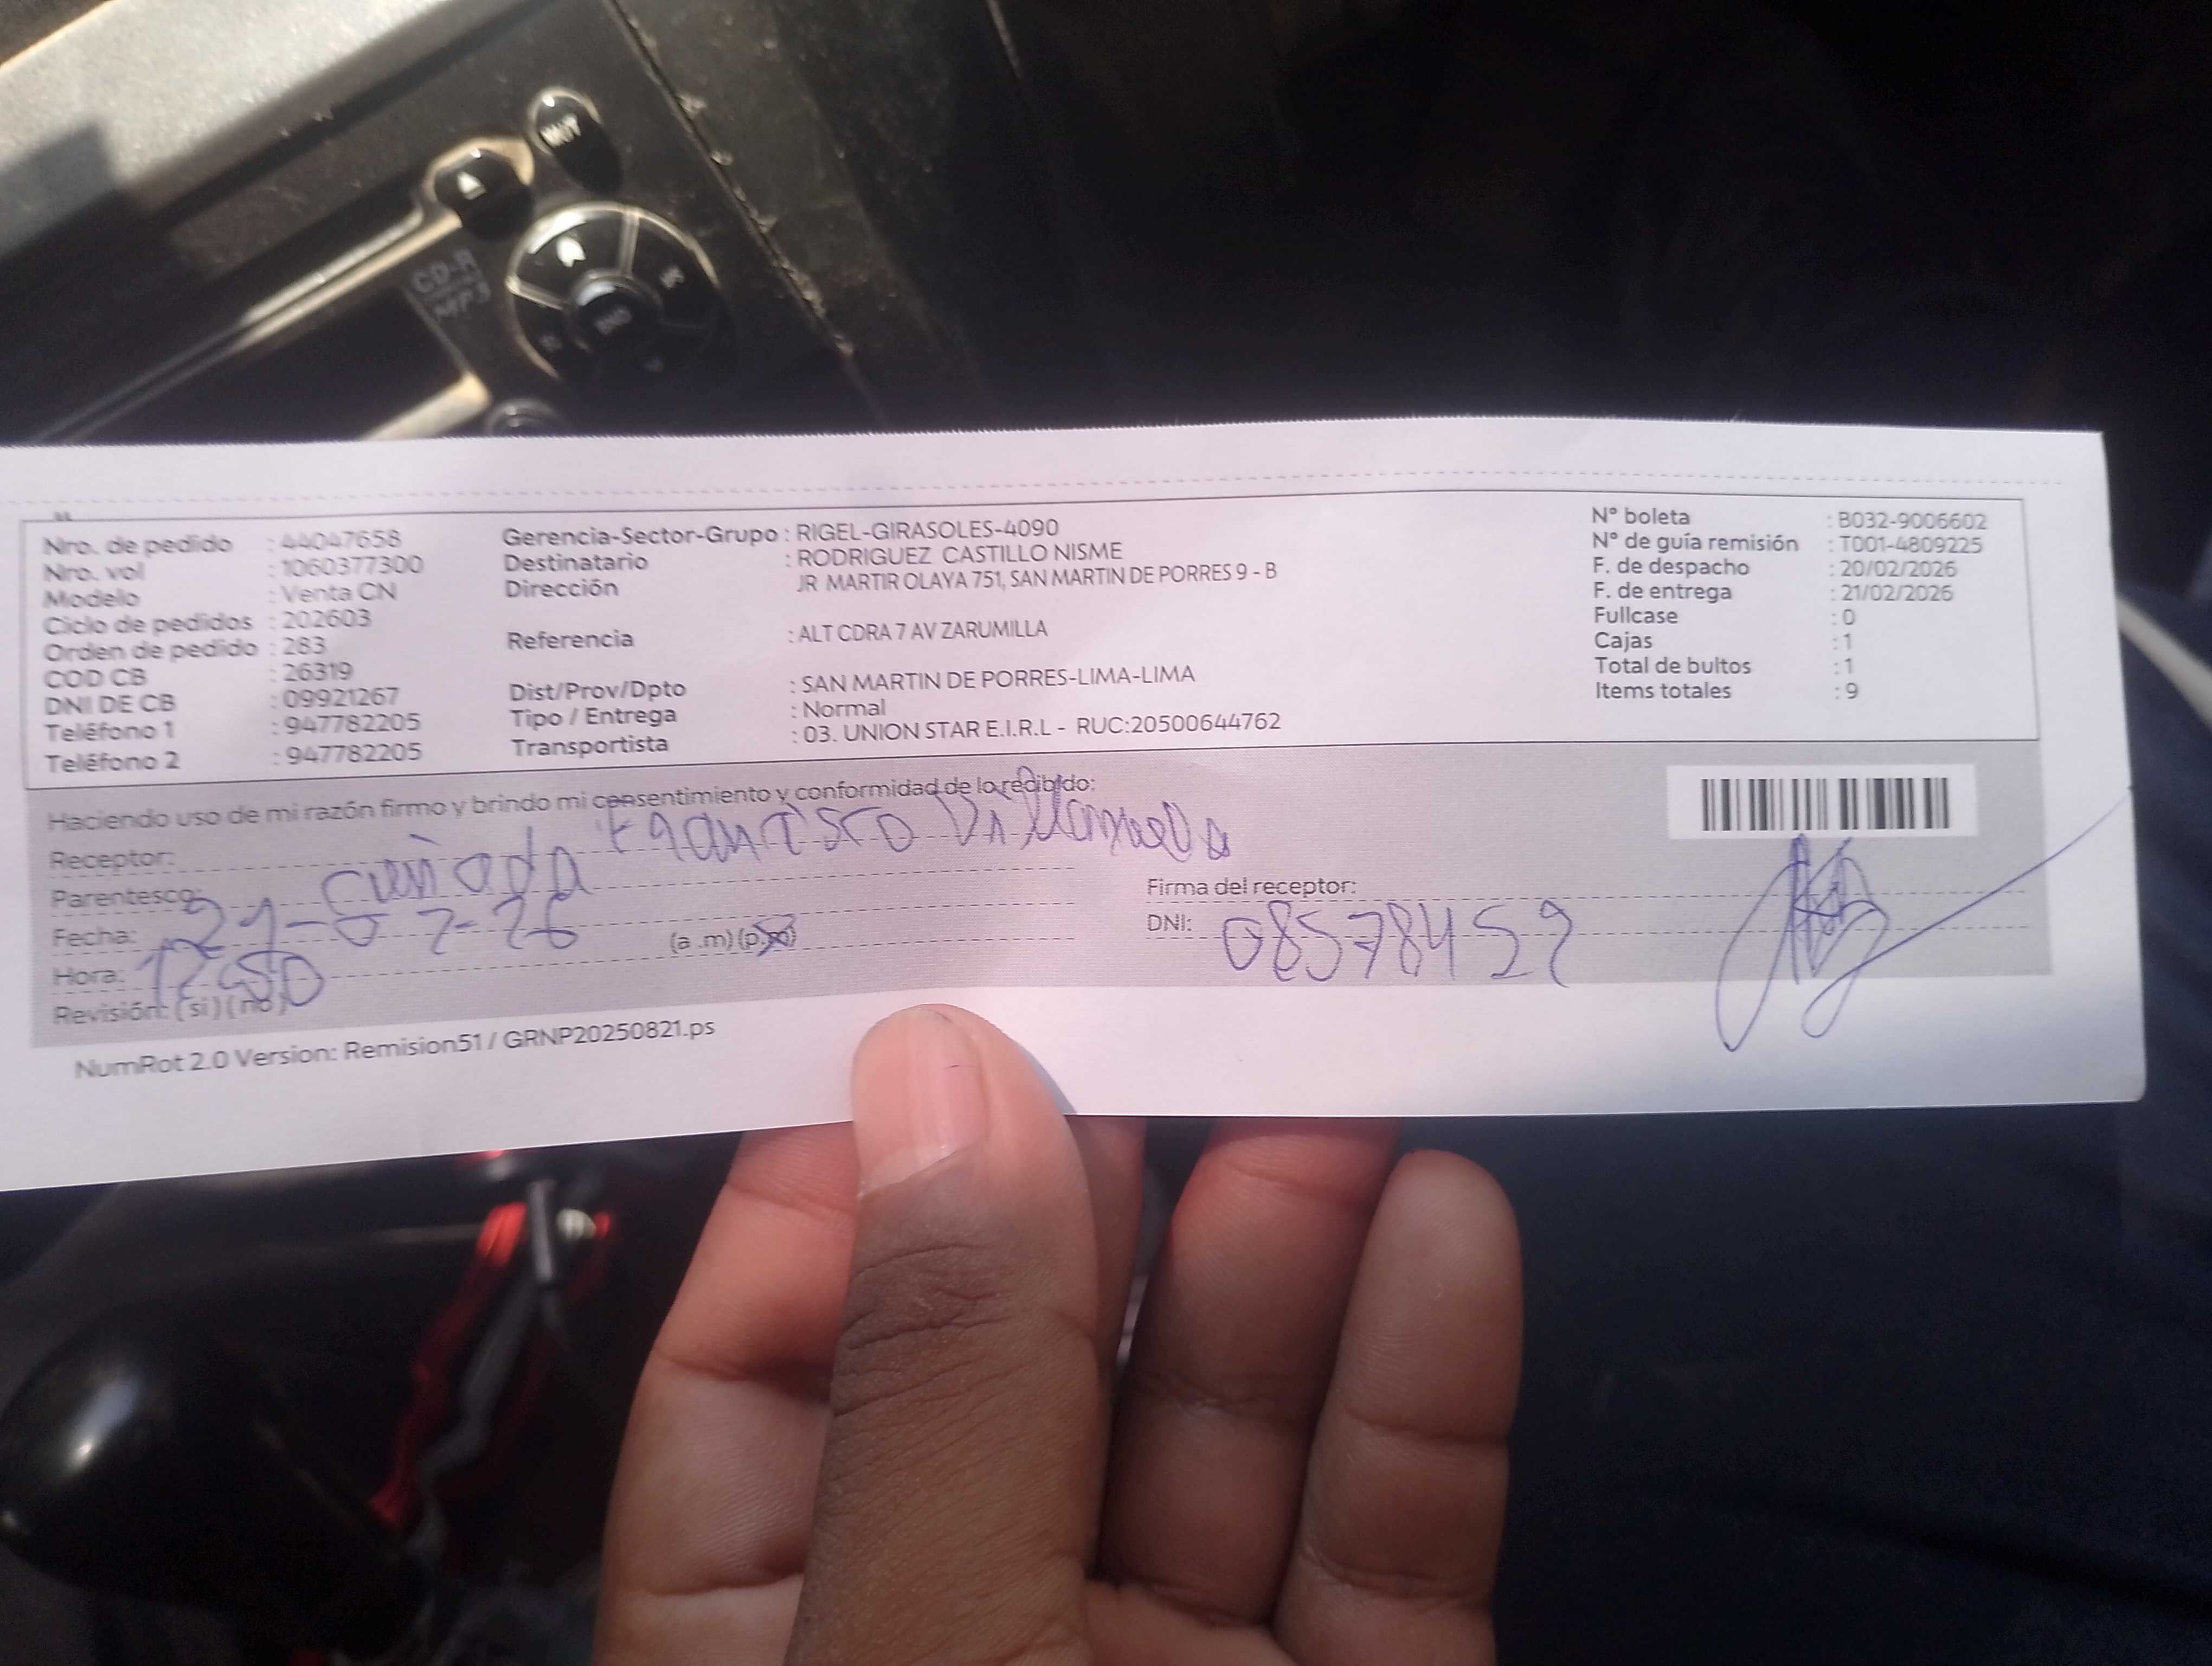 MUT
CD-R
MP3
BND
Nro. de pedido : 44047658
Nro. vol : 1060377300
Modelo : Venta CN
Ciclo de pedidos : 202603
Orden de pedido : 283
COD CB : 26319
DNI DE CB : 09921267
Teléfono 1 : 947782205
Teléfono 2 : 947782205
Gerencia-Sector-Grupo : RIGEL-GIRASOLES-4090
Destinatario : RODRIGUEZ CASTILLO NISME
Dirección JR MARTIR OLAYA 751, SAN MARTIN DE PORRES 9 - B
Referencia : ALT CDRA 7 AV ZARUMILLA
Dist/Prov/Dpto : SAN MARTIN DE PORRES-LIMA-LIMA
Tipo / Entrega : Normal
Transportista : 03. UNION STAR E.I.R.L - RUC:20500644762
N° boleta : B032-9006602
N° de guía remisión : T001-4809225
F. de despacho : 20/02/2026
F. de entrega : 21/02/2026
Fullcase : 0
Cajas : 1
Total de bultos : 1
Items totales : 9
Haciendo uso de mi razón firmo y brindo mi consentimiento y conformidad de lo recibido:
Receptor:
Parentesco: cuñada
Fecha:
Hora: 12:50 (a .m) (p.m)
Revisión: (si) (no)
Firma del receptor:
DNI: 08578459
NumRot 2.0 Version: Remision51 / GRNP20250821.ps